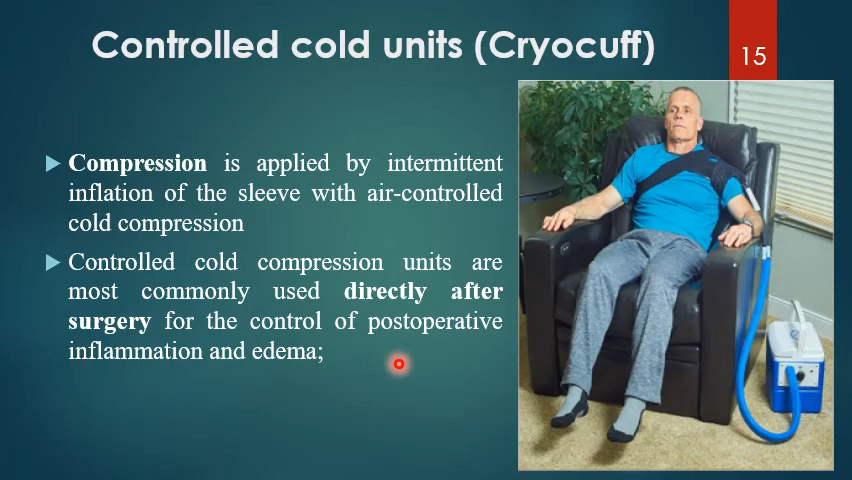 Controlled cold units (Cryocuff)
15
Compression is applied by intermittent
inflation of the sleeve with air-controlled
cold compression
Controlled cold compression units are
most commonly used directly after
surgery for the control of postoperative
inflammation and edema;